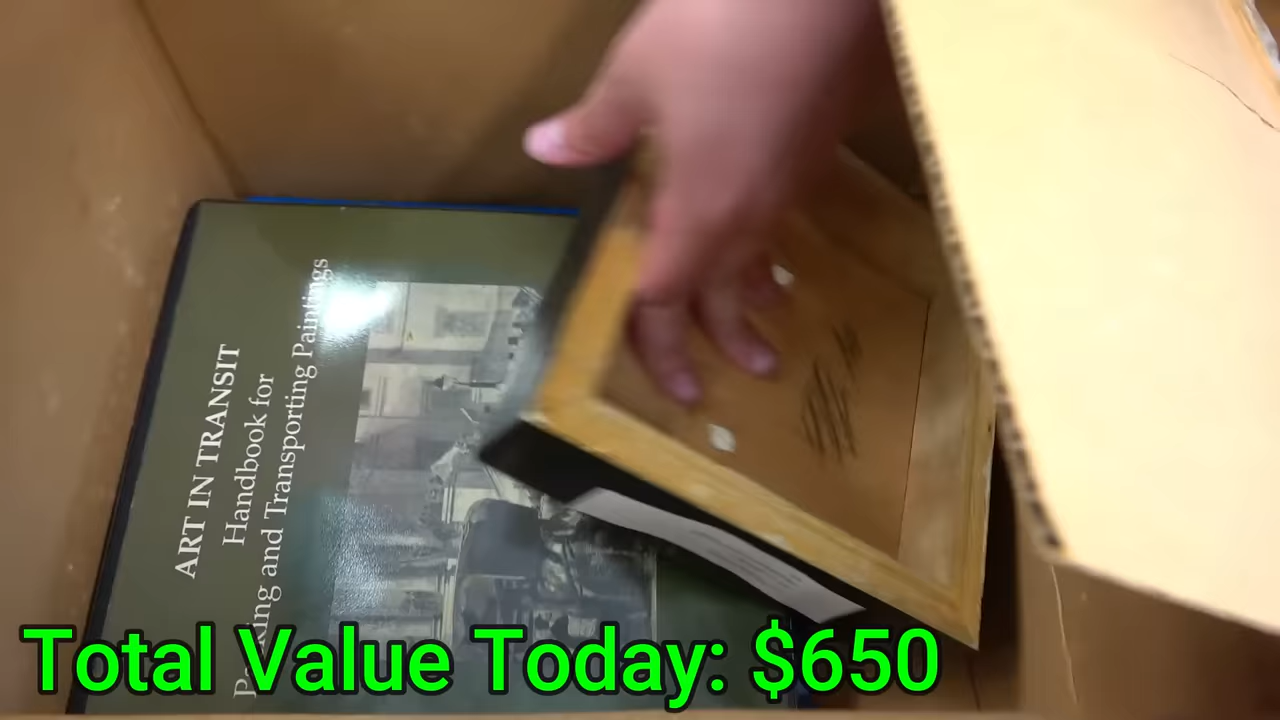 ART IN TRANSIT
Handbook for
Packing and Transporting Paintings
Total Value Today: $650